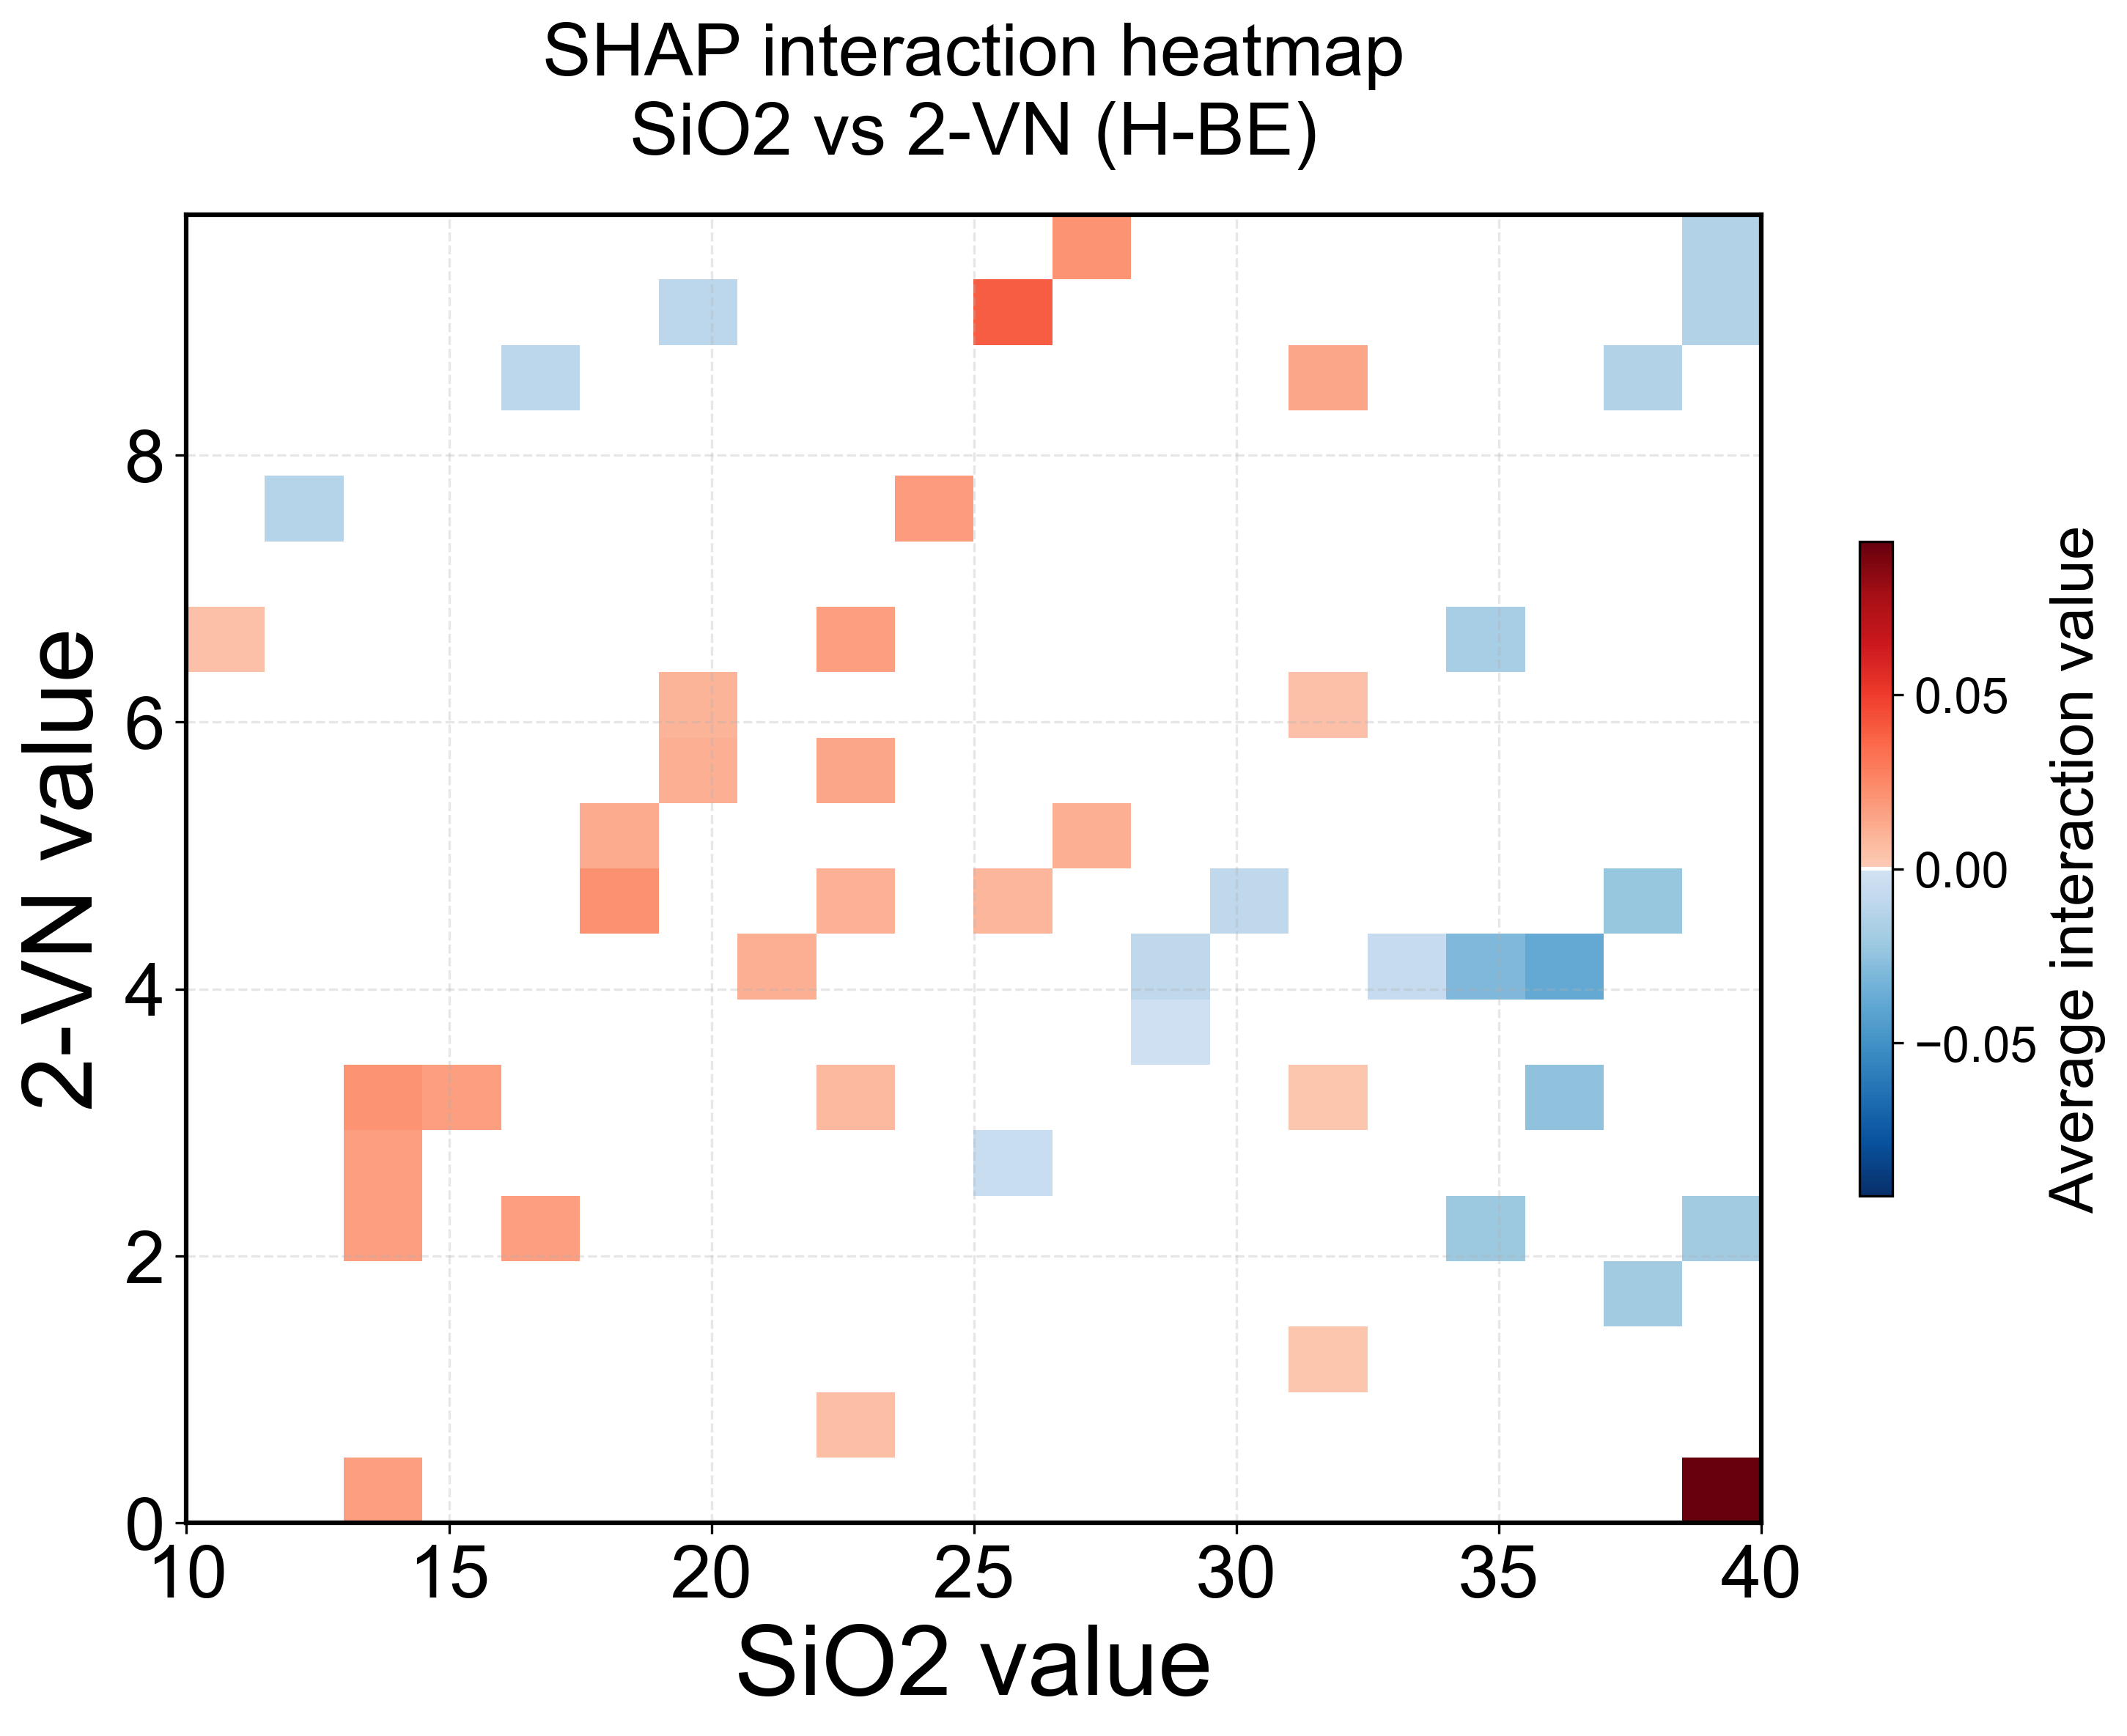 SHAP interaction heatmap
SiO2 vs 2-VN (H-BE)
2-VN value
8
6
4
2
0
10 15 20 25 30 35 40
SiO2 value
0.05
0.00
−0.05
Average interaction value